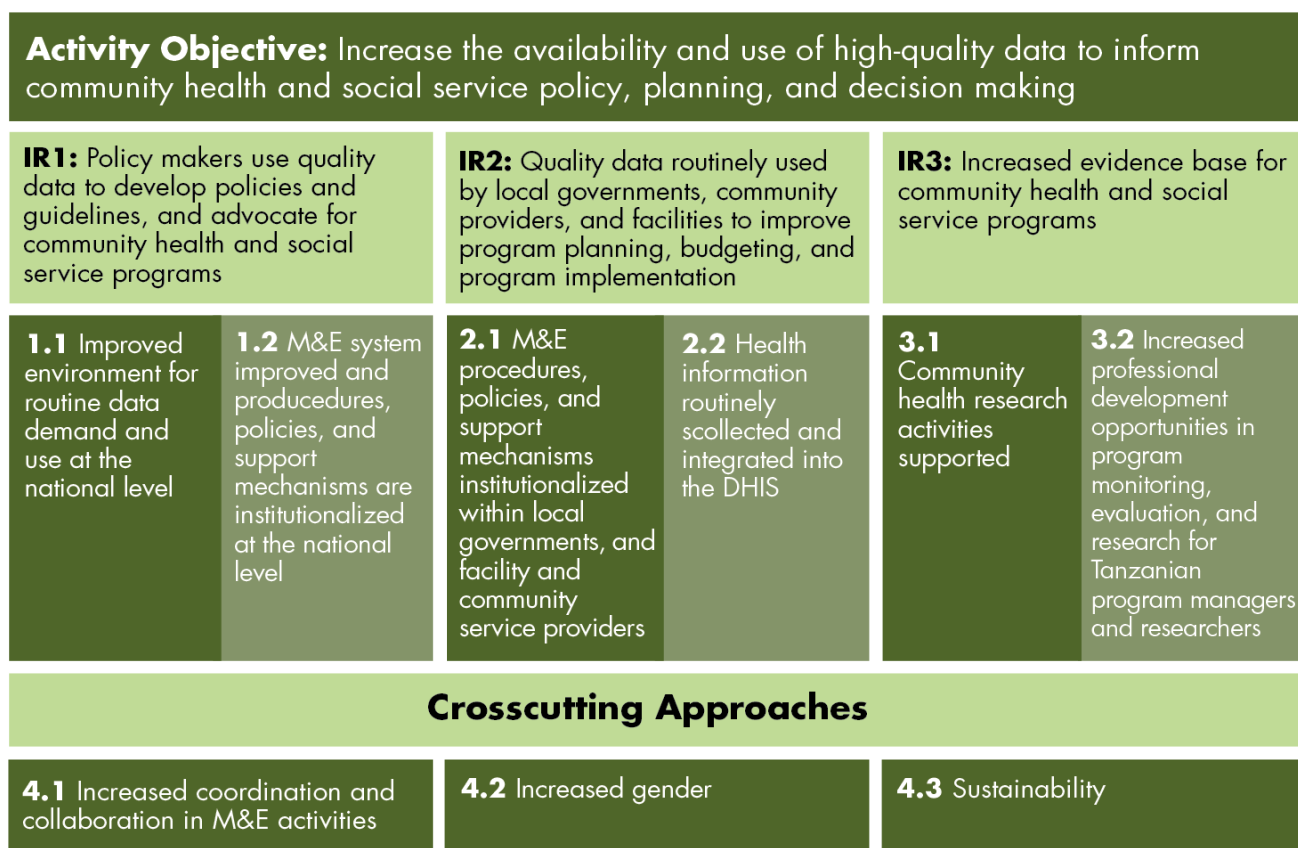 Activity Objective: Increase the availability and use of high-quality data to inform
community health and social service policy, planning, and decision making
IR1: Policy makers use quality
data to develop policies and
guidelines, and advocate for
community health and social
service programs
IR2: Quality data routinely used
by local governments, community
providers, and facilities to improve
program planning, budgeting, and
program implementation
IR3: Increased evidence base for
community health and social
service programs
1.1 Improved
environment for
routine data
demand and
use at the
national level
1.2 M&E system
improved and
producedures,
policies, and
support
mechanisms are
institutionalized
at the national
level
2.1 M&E
procedures,
policies, and
support
mechanisms
institutionalized
within local
governments, and
facility and
community
service providers
2.2 Health
information
routinely
scollected and
integrated into
the DHIS
3.1
Community
health research
activities
supported
3.2 Increased
professional
development
opportunities in
program
monitoring,
evaluation, and
research for
Tanzanian
program managers
and researchers
Crosscutting Approaches
4.1 Increased coordination and
collaboration in M&E activities
4.2 Increased gender
4.3 Sustainability